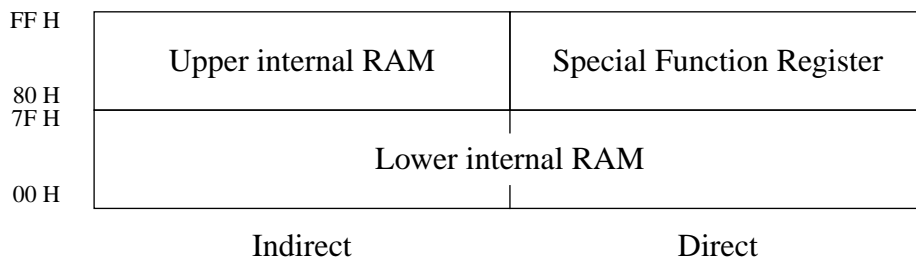 FF H
Upper internal RAM Special Function Register
80 H
7F H
Lower internal RAM
00 H
Indirect Direct